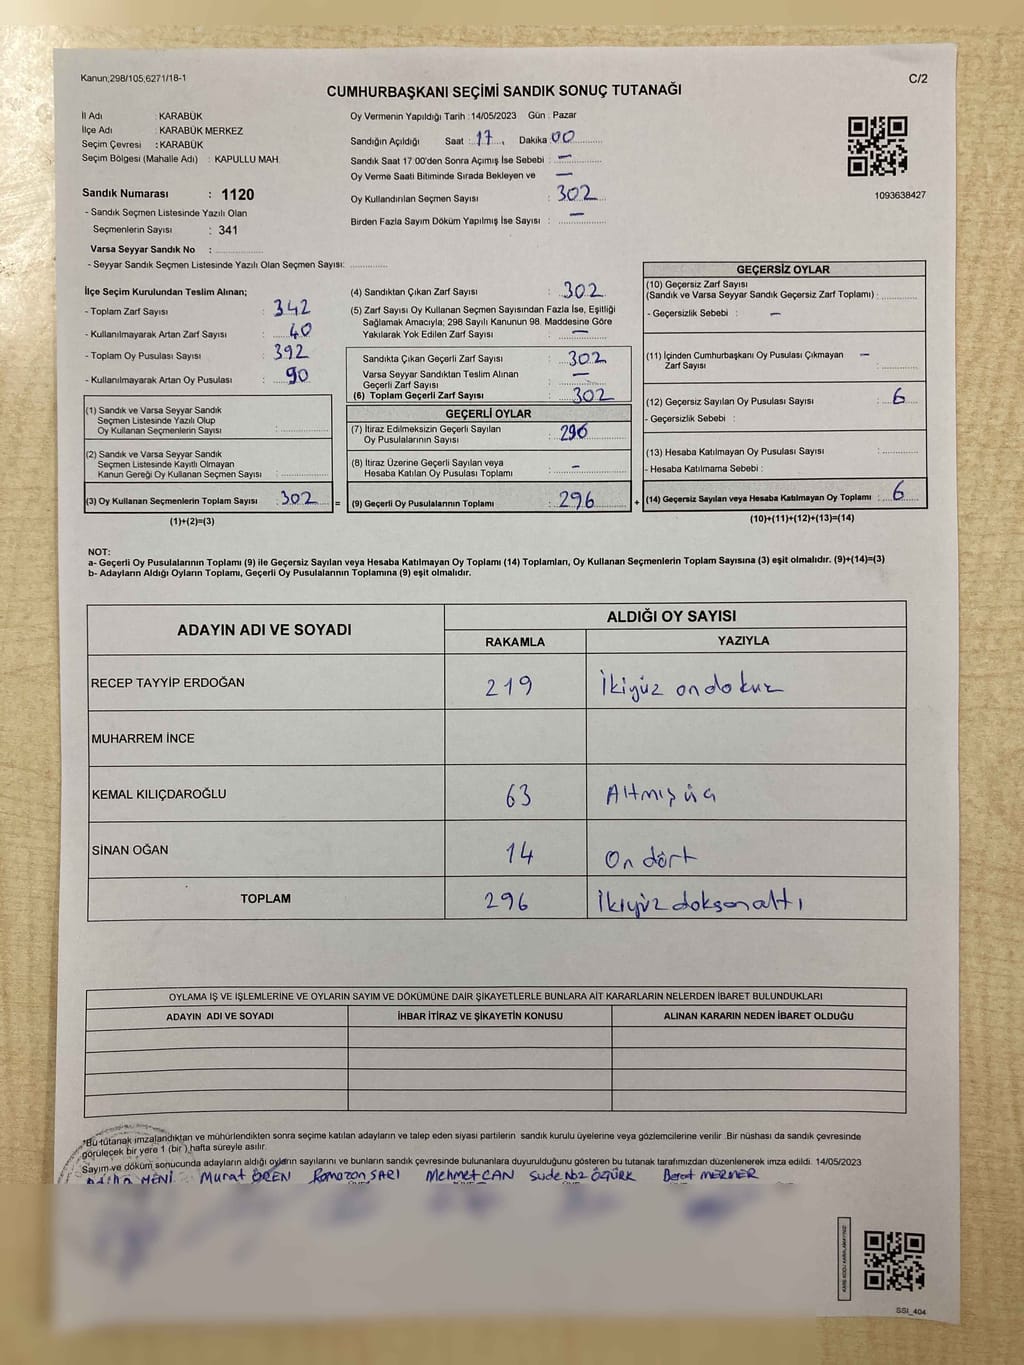 Kanun,298/105,6271/18-1
C/2
CUMHURBAŞKANI SEÇİMİ SANDIK SONUÇ TUTANAĞI
İl Adı : KARABÜK
İlçe Adı : KARABÜK MERKEZ
Seçim Çevresi : KARABÜK
Seçim Bölgesi (Mahalle Adı) : KAPULLU MAH.
Sandık Numarası : 1120
- Sandık Seçmen Listesinde Yazılı Olan
Seçmenlerin Sayısı : 341
Varsa Seyyar Sandık No :
- Seyyar Sandık Seçmen Listesinde Yazılı Olan Seçmen Sayısı:
Oy Vermenin Yapıldığı Tarih : 14/05/2023 Gün : Pazar
Sandığın Açıldığı Saat : 17 Dakika 00
Sandık Saat 17 00'den Sonra Açımış İse Sebebi : —
Oy Verme Saati Bitiminde Sırada Bekleyen ve —
Oy Kullandırılan Seçmen Sayısı : 302
Birden Fazla Sayım Döküm Yapılmış İse Sayısı : —
1093638427
İlçe Seçim Kurulundan Teslim Alınan;
- Toplam Zarf Sayısı : 342
- Kullanılmayarak Artan Zarf Sayısı : 40
- Toplam Oy Pusulası Sayısı : 392
- Kullanılmayarak Artan Oy Pusulası : 90
(1) Sandık ve Varsa Seyyar Sandık
Seçmen Listesinde Yazılı Olup
Oy Kullanan Seçmenlerin Sayısı :
(2) Sandık ve Varsa Seyyar Sandık
Seçmen Listesinde Kayıtlı Olmayan
Kanun Gereği Oy Kullanan Seçmen Sayısı :
(3) Oy Kullanan Seçmenlerin Toplam Sayısı : 302 =
(1)+(2)=(3)
(4) Sandıktan Çıkan Zarf Sayısı : 302
(5) Zarf Sayısı Oy Kullanan Seçmen Sayısından Fazla İse, Eşitliği
Sağlamak Amacıyla; 298 Sayılı Kanunun 98. Maddesine Göre
Yakılarak Yok Edilen Zarf Sayısı : —
Sandıkta Çıkan Geçerli Zarf Sayısı : 302
Varsa Seyyar Sandıktan Teslim Alınan
Geçerli Zarf Sayısı : —
(6) Toplam Geçerli Zarf Sayısı : 302
GEÇERLİ OYLAR
(7) İtiraz Edilmeksizin Geçerli Sayılan
Oy Pusulalarının Sayısı : 296
(8) İtiraz Üzerine Geçerli Sayılan veya
Hesaba Katılan Oy Pusulası Toplamı : —
(9) Geçerli Oy Pusulalarının Toplamı : 296 +
GEÇERSİZ OYLAR
(10) Geçersiz Zarf Sayısı
(Sandık ve Varsa Seyyar Sandık Geçersiz Zarf Toplamı) :
- Geçersizlik Sebebi : —
(11) İçinden Cumhurbaşkanı Oy Pusulası Çıkmayan —
Zarf Sayısı :
(12) Geçersiz Sayılan Oy Pusulası Sayısı : 6
- Geçersizlik Sebebi :
(13) Hesaba Katılmayan Oy Pusulası Sayısı :
- Hesaba Katılmama Sebebi :
(14) Geçersiz Sayılan veya Hesaba Katılmayan Oy Toplamı : 6
(10)+(11)+(12)+(13)=(14)
NOT:
a- Geçerli Oy Pusulalarının Toplamı (9) ile Geçersiz Sayılan veya Hesaba Katılmayan Oy Toplamı (14) Toplamları, Oy Kullanan Seçmenlerin Toplam Sayısına (3) eşit olmalıdır. (9)+(14)=(3)
b- Adayların Aldığı Oyların Toplamı, Geçerli Oy Pusulalarının Toplamına (9) eşit olmalıdır.
ADAYIN ADI VE SOYADI
ALDIĞI OY SAYISI
RAKAMLA YAZIYLA
RECEP TAYYİP ERDOĞAN 219 İkiyüz ondokuz
MUHARREM İNCE
KEMAL KILIÇDAROĞLU 63 Altmış üç
SİNAN OĞAN 14 On dört
TOPLAM 296 İkiyüz doksan altı
OYLAMA İŞ VE İŞLEMLERİNE VE OYLARIN SAYIM VE DÖKÜMÜNE DAİR ŞİKAYETLERLE BUNLARA AİT KARARLARIN NELERDEN İBARET BULUNDUKLARI
ADAYIN ADI VE SOYADI İHBAR İTİRAZ VE ŞİKAYETİN KONUSU ALINAN KARARIN NEDEN İBARET OLDUĞU
*Bu tutanak imzalandıktan ve mühürlendikten sonra seçime katılan adayların ve talep eden siyasi partilerin sandık kurulu üyelerine veya gözlemcilerine verilir. Bir nüshası da sandık çevresinde
görülecek bir yere 1 (bir) hafta süreyle asılır.
Sayım ve döküm sonucunda adayların aldığı oyların sayılarını ve bunların sandık çevresinde bulunanlara duyurulduğunu gösteren bu tutanak tarafımızdan düzenlenerek imza edildi. 14/05/2023
Murat ÖREN Ramazan SARI Mehmet CAN Sudenaz ÖZTÜRK Berat MERMER
SSI_404